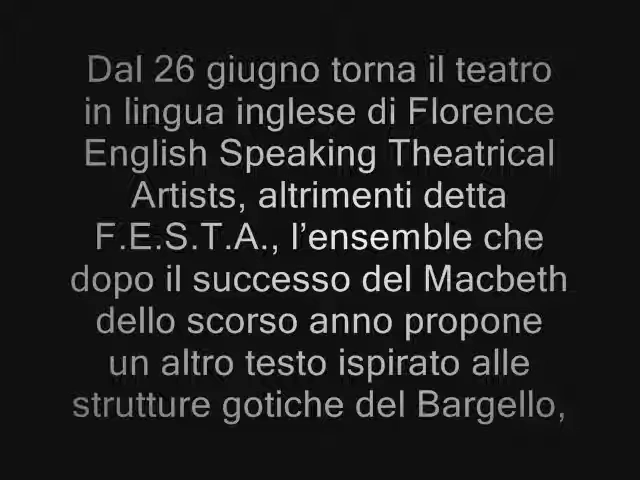 Dal 26 giugno torna il teatro
in lingua inglese di Florence
English Speaking Theatrical
Artists, altrimenti detta
F.E.S.T.A., l’ensemble che
dopo il successo del Macbeth
dello scorso anno propone
un altro testo ispirato alle
strutture gotiche del Bargello,